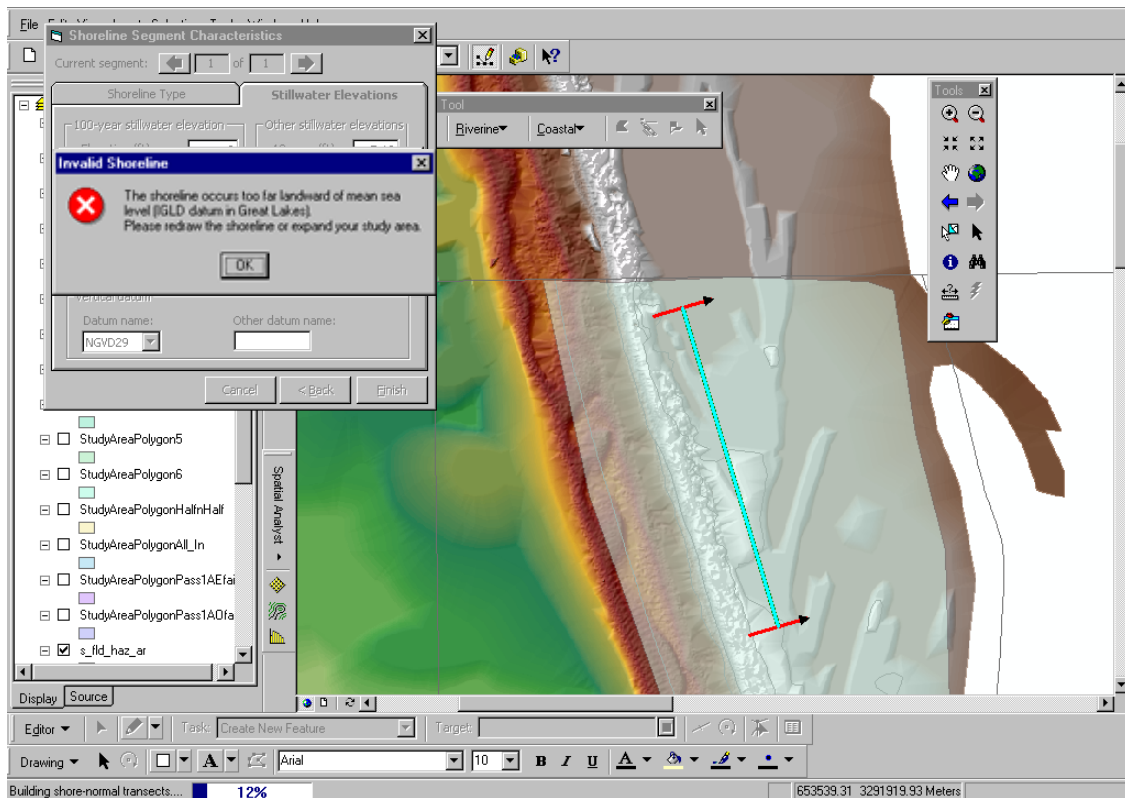 File
Shoreline Segment Characteristics
Current segment: 1 of 1
Shoreline Type
Stillwater Elevations
100-year stillwater elevation
Other stillwater elevations
Tool
Riverine
Coastal
Tools
Invalid Shoreline
The shoreline occurs too far landward of mean sea
level (IGLD datum in Great Lakes).
Please redraw the shoreline or expand your study area.
OK
Datum name:
Other datum name:
NGVD29
Cancel
< Back
Finish
StudyAreaPolygon5
StudyAreaPolygon6
StudyAreaPolygonHalfnHalf
StudyAreaPolygonAll_In
StudyAreaPolygonPass1AEfai
StudyAreaPolygonPass1AOfa
s_fld_haz_ar
Spatial Analyst
Display
Source
Editor
Task:
Create New Feature
Target:
Drawing
A
Arial
10
B I U A
Building shore-normal transects....
12%
653539.31 3291919.93 Meters